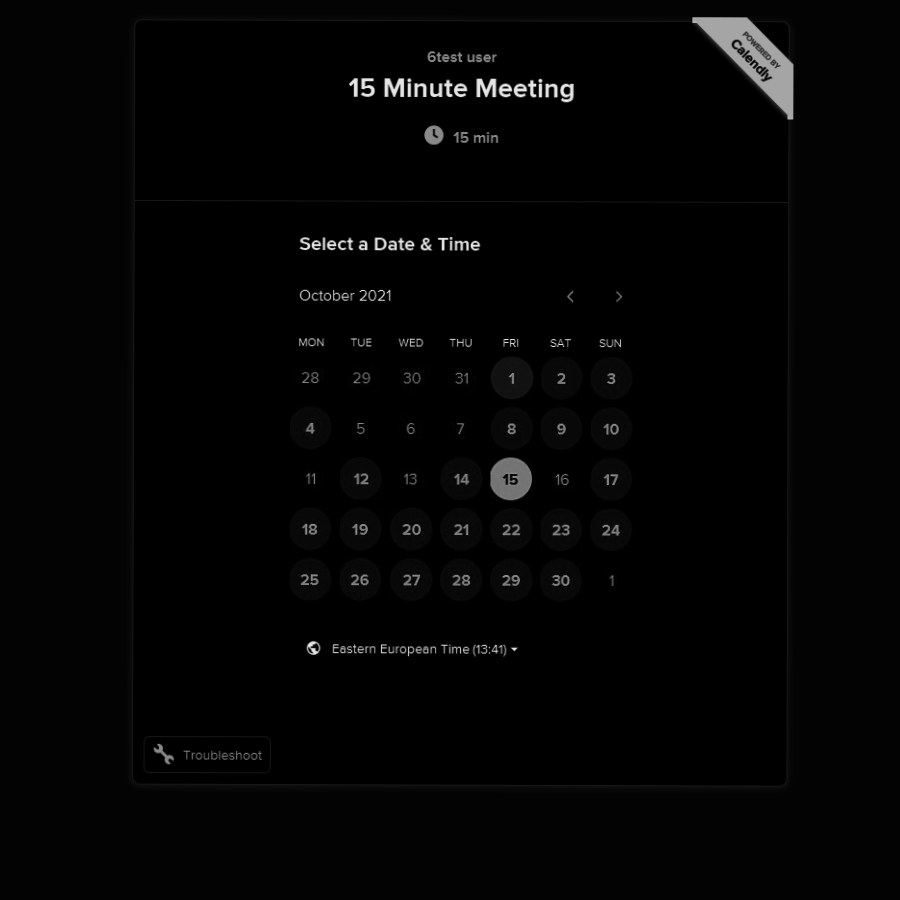 POWERED BY
Calendly
6test user
15 Minute Meeting
15 min
Select a Date & Time
October 2021
MON TUE WED THU FRI SAT SUN
28 29 30 31 1 2 3
4 5 6 7 8 9 10
11 12 13 14 15 16 17
18 19 20 21 22 23 24
25 26 27 28 29 30 1
Eastern European Time (13:41)
Troubleshoot